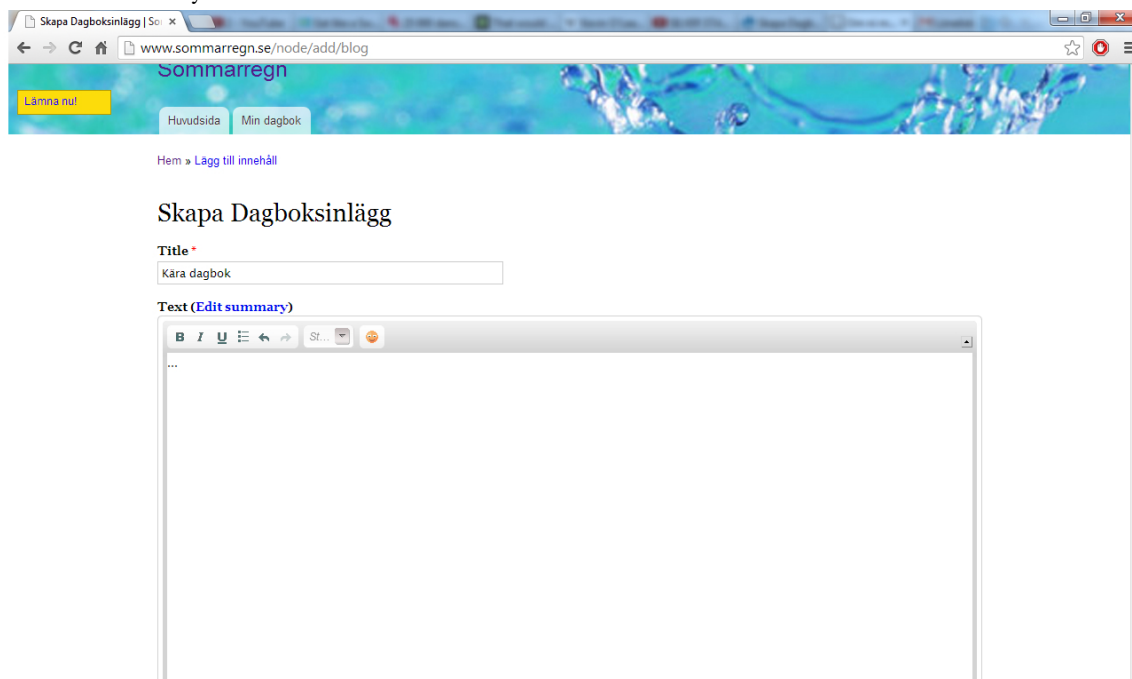 Skapa Dagboksinlägg | So
www.sommarregn.se/node/add/blog
Sommarregn
Lämna nu!
Huvudsida Min dagbok
Hem » Lägg till innehåll
Skapa Dagboksinlägg
Title *
Kära dagbok
Text (Edit summary)
B I U St...
...